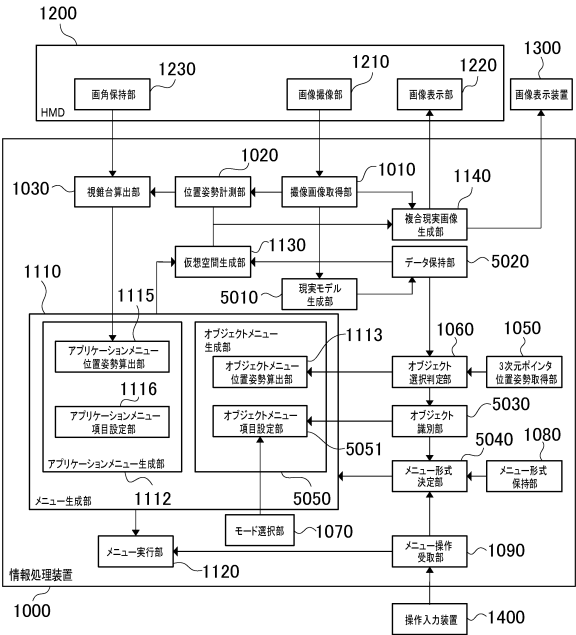 1200
1230
1210
1220
1300
画角保持部
画像撮像部
画像表示部
画像表示装置
HMD
1020
1010
1140
1030
視錐台算出部
位置姿勢計測部
撮像画像取得部
複合現実画像
生成部
1130
仮想空間生成部
データ保持部
5020
1110
5010
現実モデル
生成部
1115
オブジェクトメニュー
生成部
1113
1060
1050
アプリケーションメニュー
位置姿勢算出部
オブジェクトメニュー
位置姿勢算出部
オブジェクト
選択判定部
3次元ポインタ
位置姿勢取得部
1116
アプリケーションメニュー
項目設定部
オブジェクトメニュー
項目設定部
オブジェクト
識別部
5030
5051
5040
1080
アプリケーションメニュー生成部
メニュー形式
決定部
メニュー形式
保持部
メニュー生成部
1112
5050
モード選択部
1070
メニュー実行部
1120
メニュー操作
受取部
1090
情報処理装置
1000
操作入力装置
1400